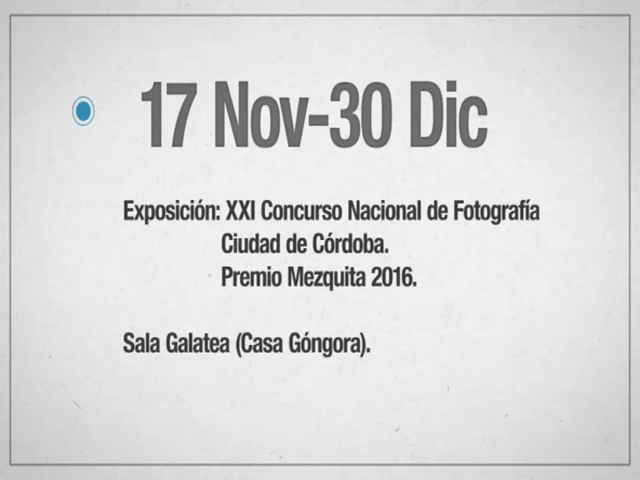 17 Nov-30 Dic
Exposición: XXI Concurso Nacional de Fotografía
Ciudad de Córdoba.
Premio Mezquita 2016.
Sala Galatea (Casa Góngora).